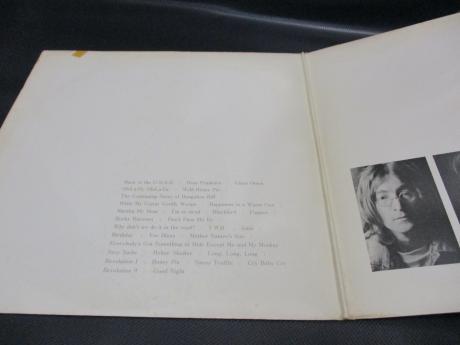 Back in the U.S.S.R. Dear Prudence Glass Onion
Ob-La-Di, Ob-La-Da Wild Honey Pie
The Continuing Story of Bungalow Bill
While My Guitar Gently Weeps Happiness is a Warm Gun
Martha My Dear I'm so tired Blackbird Piggies
Rocky Raccoon Don't Pass Me By
Why don't we do it in the road? I Will Julia
Birthday Yer Blues Mother Nature's Son
Everybody's Got Something to Hide Except Me and My Monkey
Sexy Sadie Helter Skelter Long, Long, Long
Revolution 1 Honey Pie Savoy Truffle Cry Baby Cry
Revolution 9 Good Night